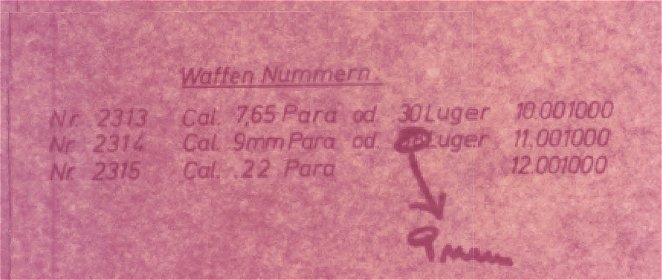 Waffen Nummern.
Nr 2313 Cal. 7,65 Para od. 30 Luger 10.001000
Nr 2314 Cal. 9mm Para od. Luger 11.001000
Nr 2315 Cal. .22 Para 12.001000
9mm